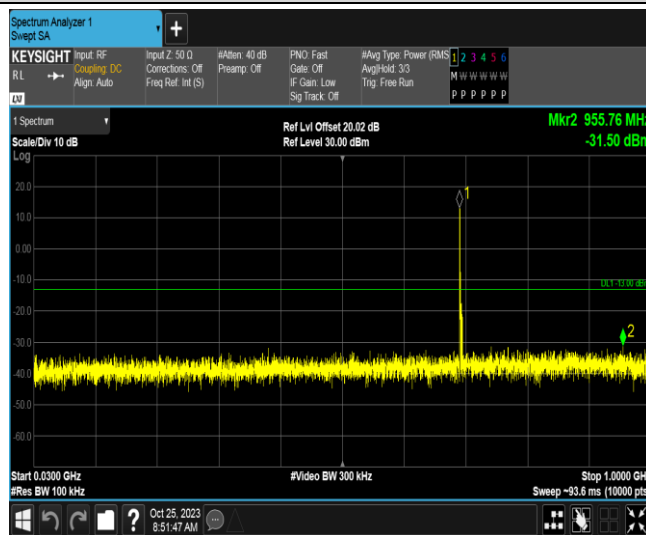 Spectrum Analyzer 1
Swept SA
+
KEYSIGHT
RL
LXI
Input: RF
Coupling: DC
Align: Auto
Input Z: 50 Ω
Corrections: Off
Freq Ref: Int (S)
#Atten: 40 dB
Preamp: Off
PNO: Fast
Gate: Off
IF Gain: Low
Sig Track: Off
#Avg Type: Power (RMS
Avg|Hold: 3/3
Trig: Free Run
1 2 3 4 5 6
M W W W W W
P P P P P P
1 Spectrum
Scale/Div 10 dB
Log
Ref Lvl Offset 20.02 dB
Ref Level 30.00 dBm
Mkr2 955.76 MHz
-31.50 dBm
1
20.0
10.0
0.00
-10.0
DL1 -13.00 dBm
-20.0
-30.0
2
-40.0
-50.0
-60.0
Start 0.0300 GHz
#Res BW 100 kHz
#Video BW 300 kHz
Stop 1.0000 GHz
Sweep ~93.6 ms (10000 pts
?
Oct 25, 2023
8:51:47 AM